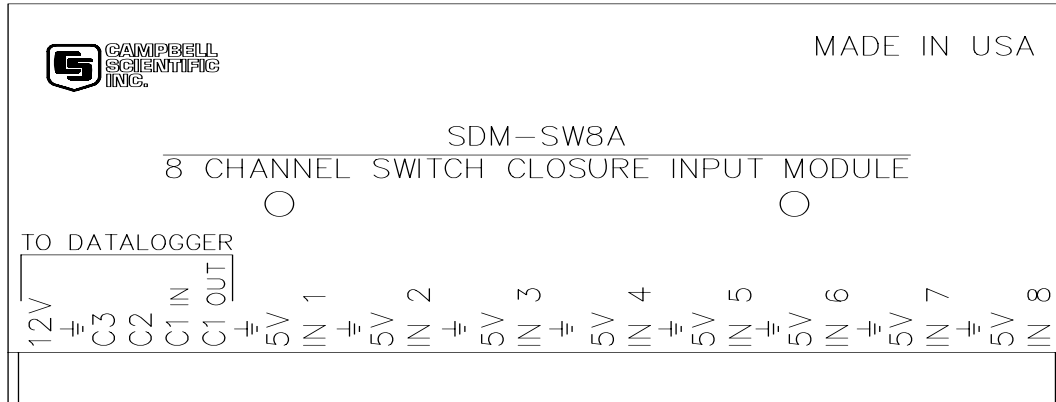 CAMPBELL
SCIENTIFIC
INC.
MADE IN USA
SDM-SW8A
8 CHANNEL SWITCH CLOSURE INPUT MODULE
TO DATALOGGER
12V C3 C2 C1 IN C1 OUT 5V IN 1 5V IN 2 5V IN 3 5V IN 4 5V IN 5 5V IN 6 5V IN 7 5V IN 8